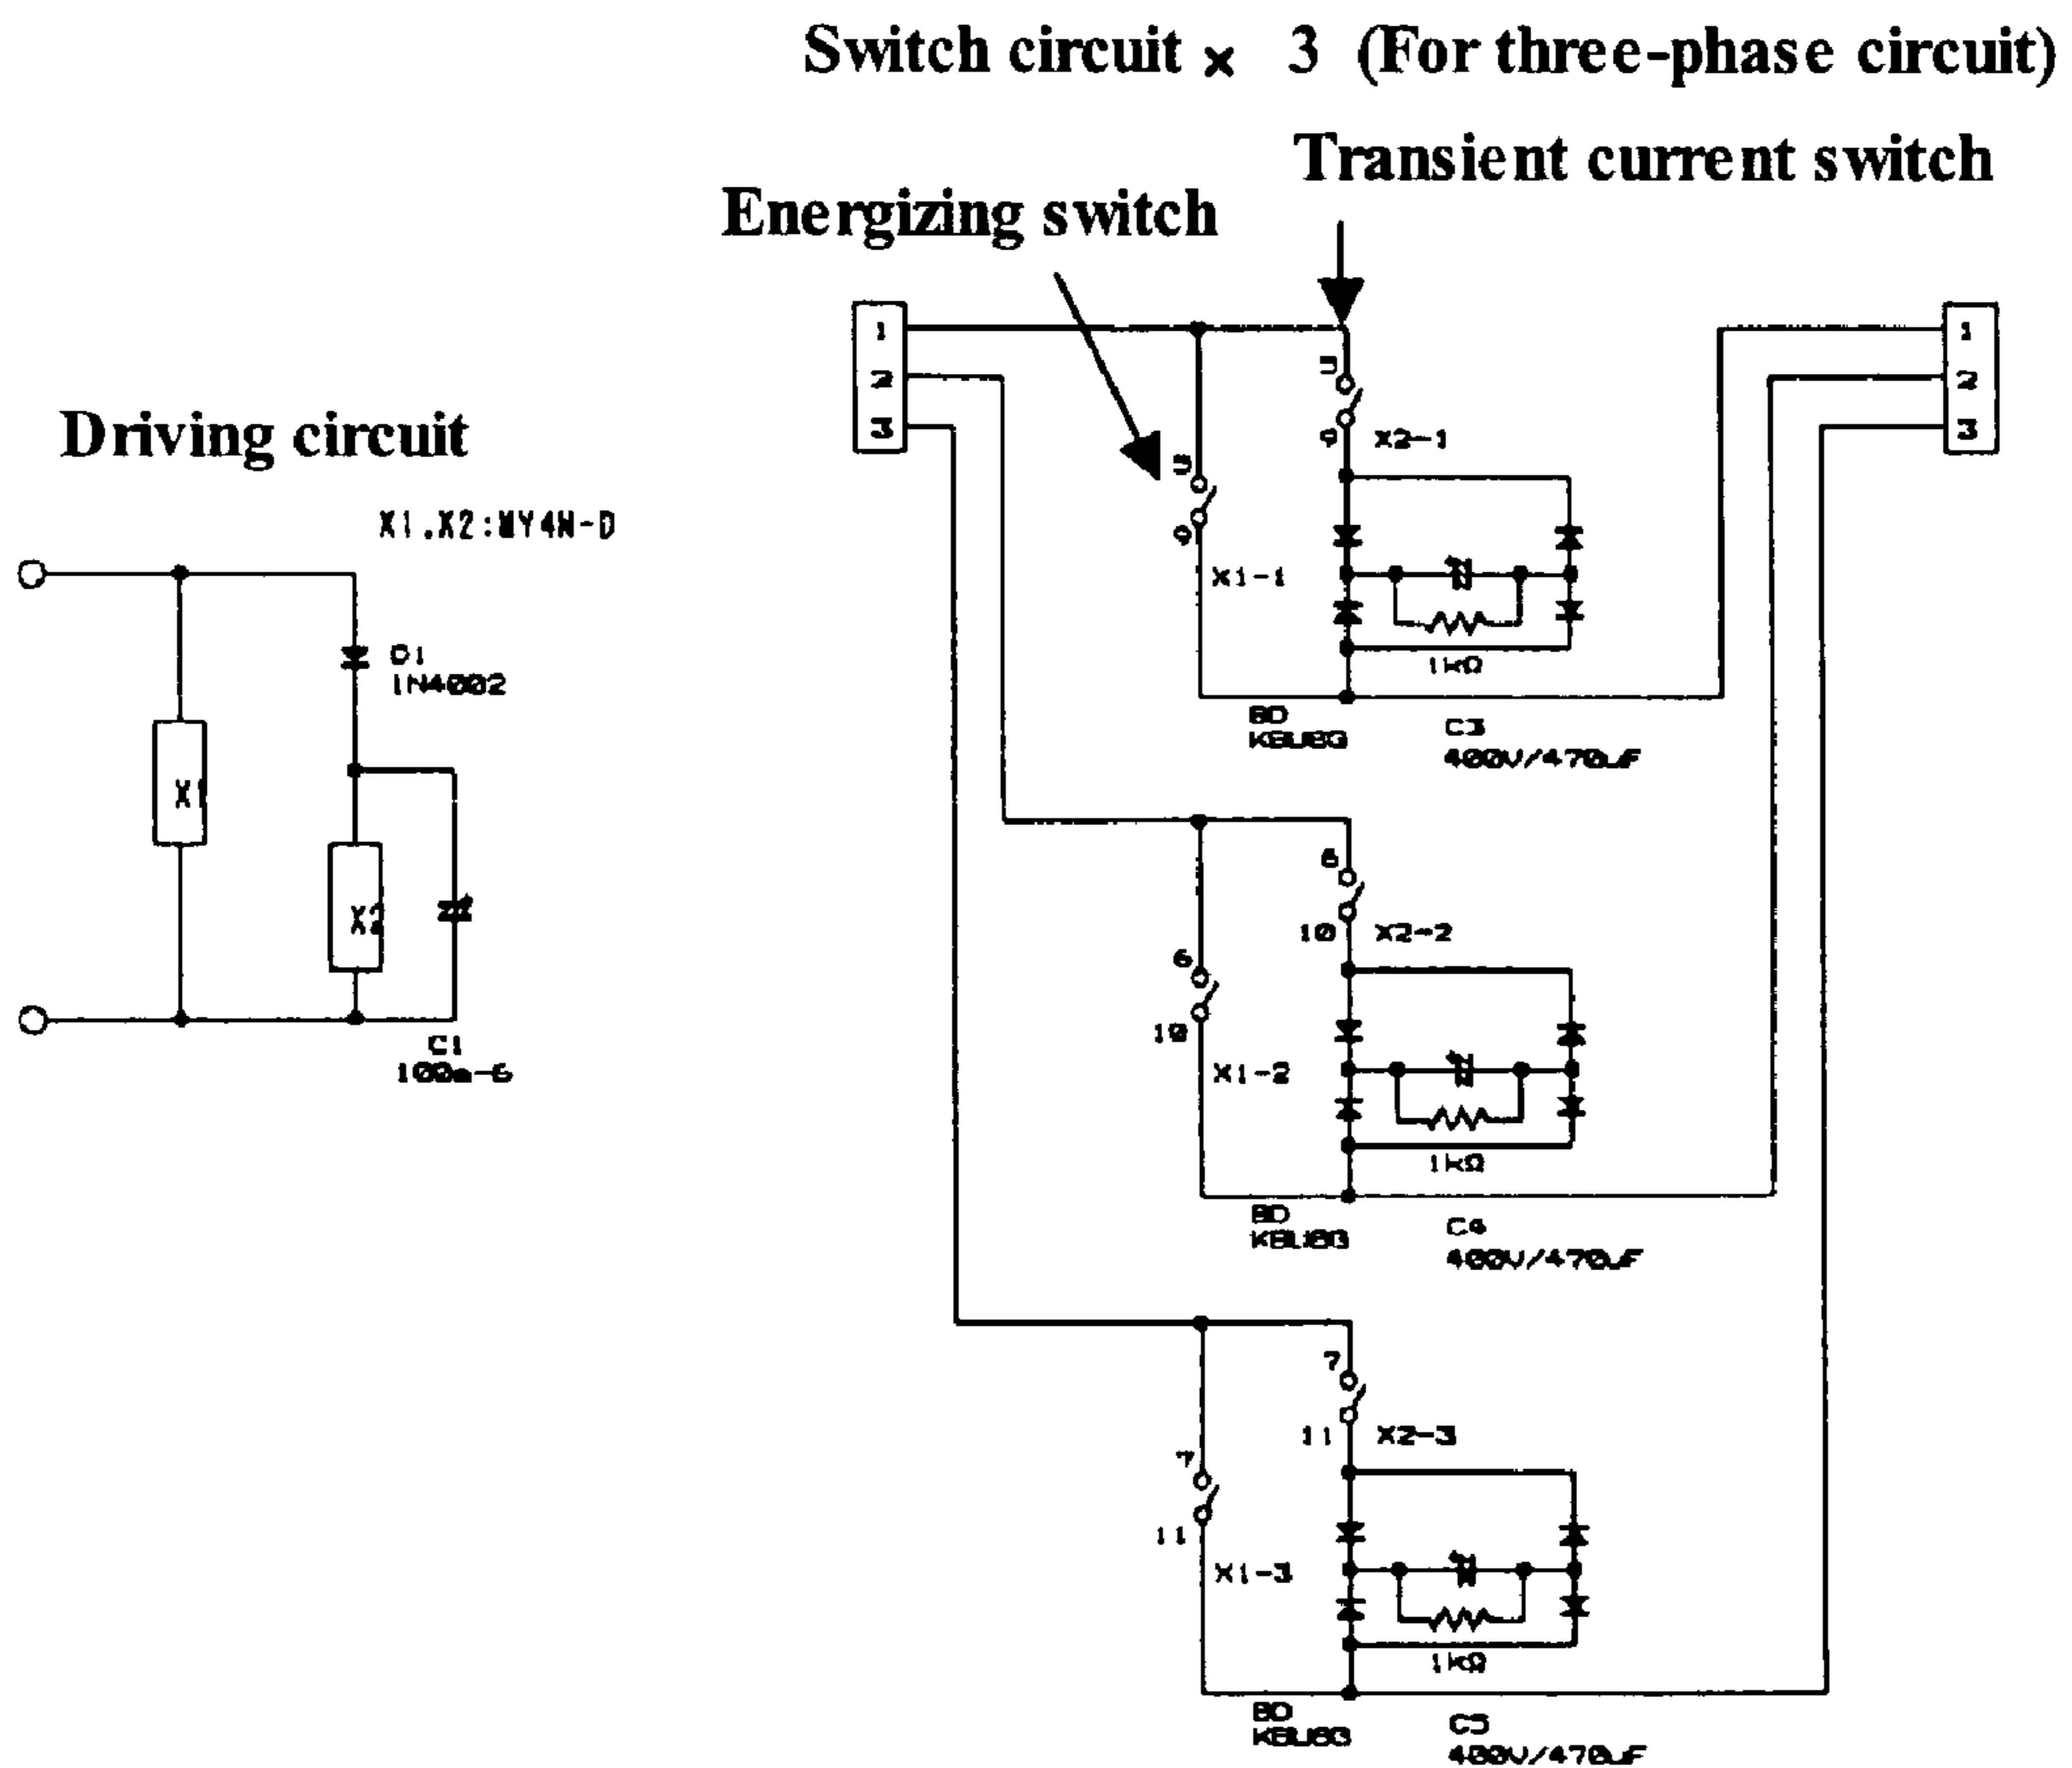 Switch circuit × 3 (For three-phase circuit)
Transient current switch
Energizing switch
Driving circuit
1
2
3
1
2
3
5
9
X2-1
5
9
X1-1
1kΩ
BD
KBU8G
C3
400V/470uF
X1.X2:MY4N-D
D1
1N4002
X1
X2
C1
6
10
X2-2
6
10
X1-2
1kΩ
BD
KBU8G
C4
400V/470uF
7
11
X2-3
7
11
X1-3
1kΩ
BD
KBU8G
C5
400V/470uF